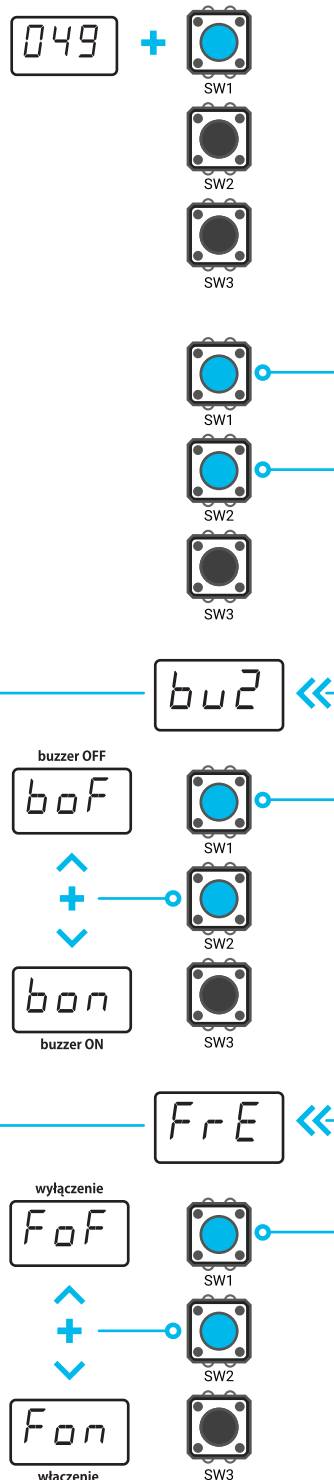 049
SW1
SW2
SW3
SW1
SW2
SW3
buZ
buzzer OFF
boF
SW1
SW2
bon
SW3
buzzer ON
FrE
wyłączenie
FoF
SW1
SW2
Fon
SW3
włączenie